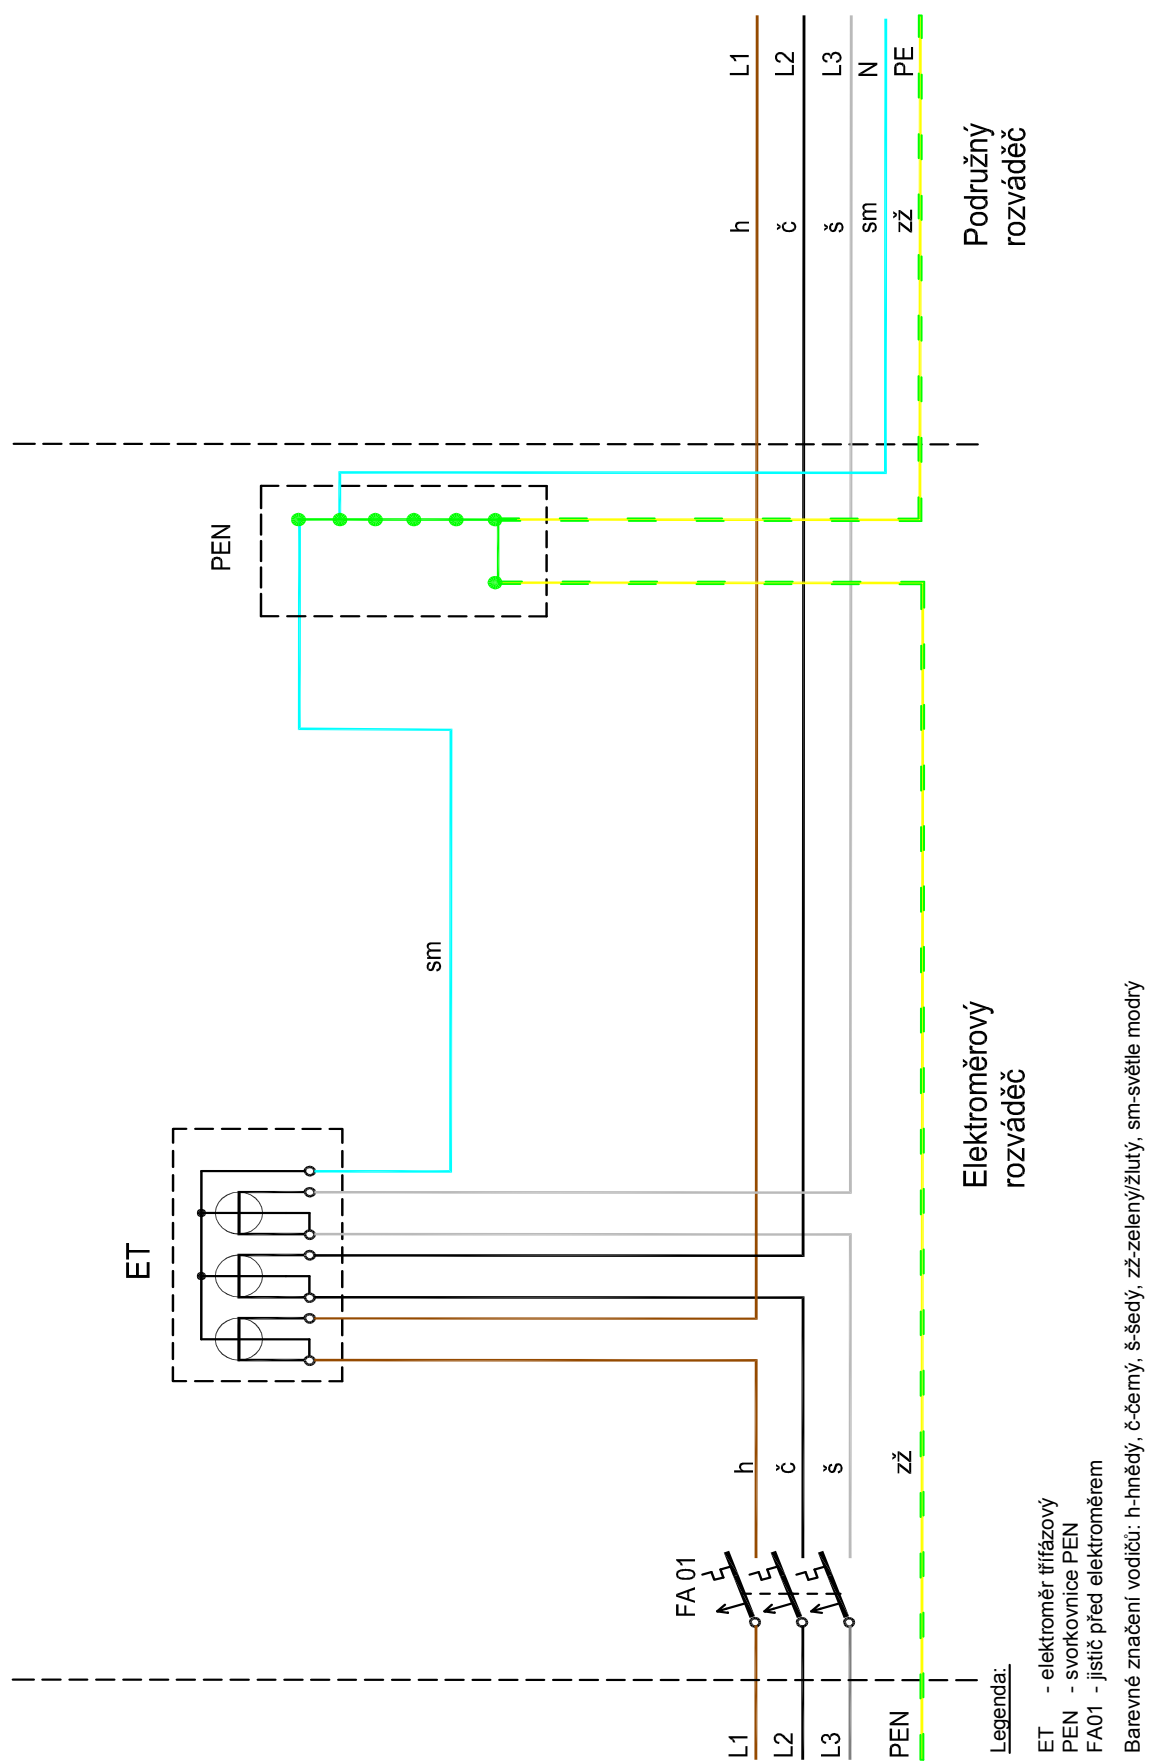 ET
PEN
sm
FA 01
L1
h
h
L1
L2
č
č
L2
L3
š
š
L3
sm
N
PEN
zž
zž
PE
Elektroměrový
rozváděč
Podružný
rozváděč
Legenda:
ET - elektroměr třífázový
PEN - svorkovnice PEN
FA01 - jistič před elektroměrem
Barevné značení vodičů: h-hnědý, č-černý, š-šedý, zž-zelený/žlutý, sm-světle modrý